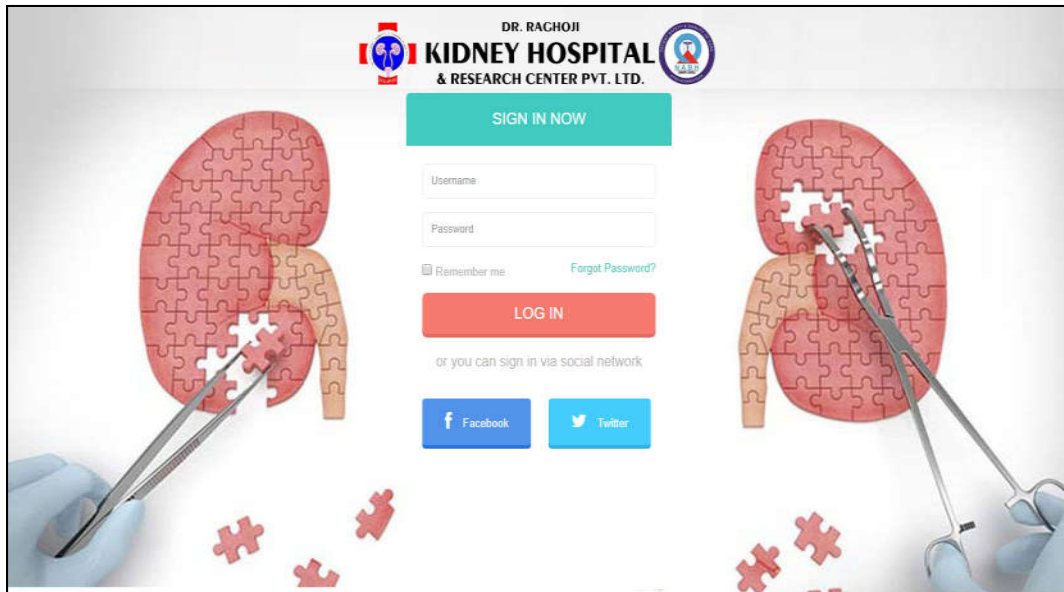 DR. RAGHOJI
KIDNEY HOSPITAL
& RESEARCH CENTER PVT. LTD.
NABH
SIGN IN NOW
Username
Password
Remember me
Forgot Password?
LOG IN
or you can sign in via social network
f Facebook
Twitter